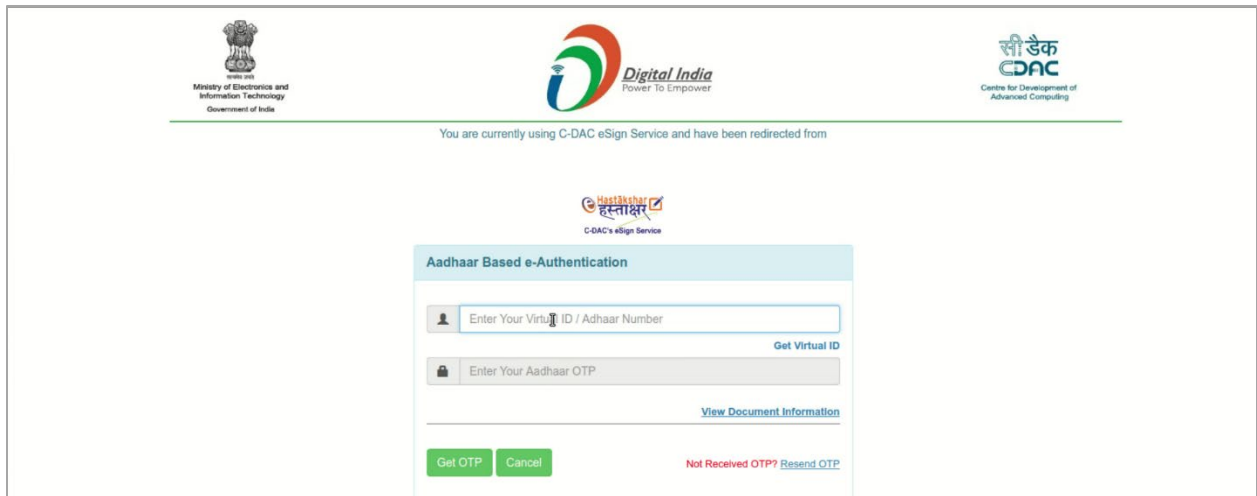 सत्यमेव जयते
Ministry of Electronics and
Information Technology
Government of India
Digital India
Power To Empower
सी डैक
CDAC
Centre for Development of
Advanced Computing
You are currently using C-DAC eSign Service and have been redirected from
e Hastākshar
हस्ताक्षर
C-DAC's eSign Service
Aadhaar Based e-Authentication
Enter Your Virtual ID / Adhaar Number
Get Virtual ID
Enter Your Aadhaar OTP
View Document Information
Get OTP Cancel Not Received OTP? Resend OTP